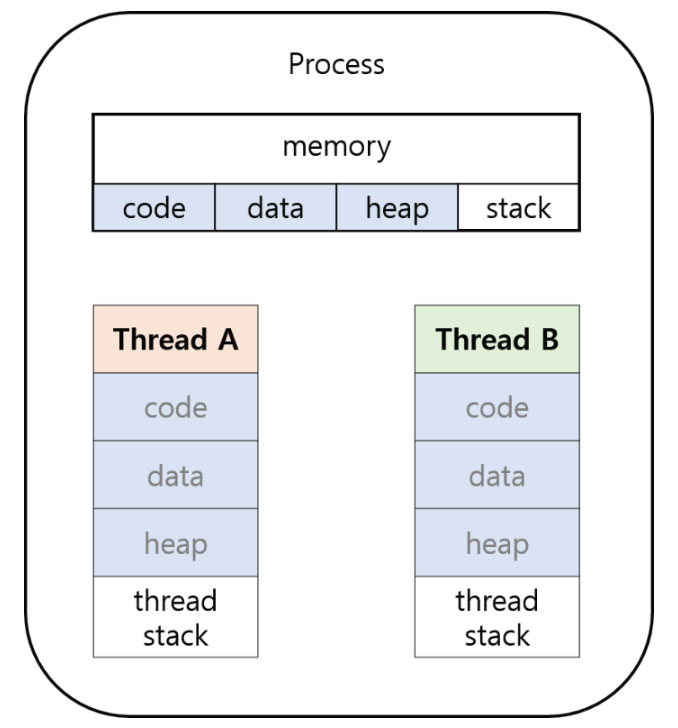 Process
memory
code data heap stack
Thread A
code
data
heap
thread
stack
Thread B
code
data
heap
thread
stack